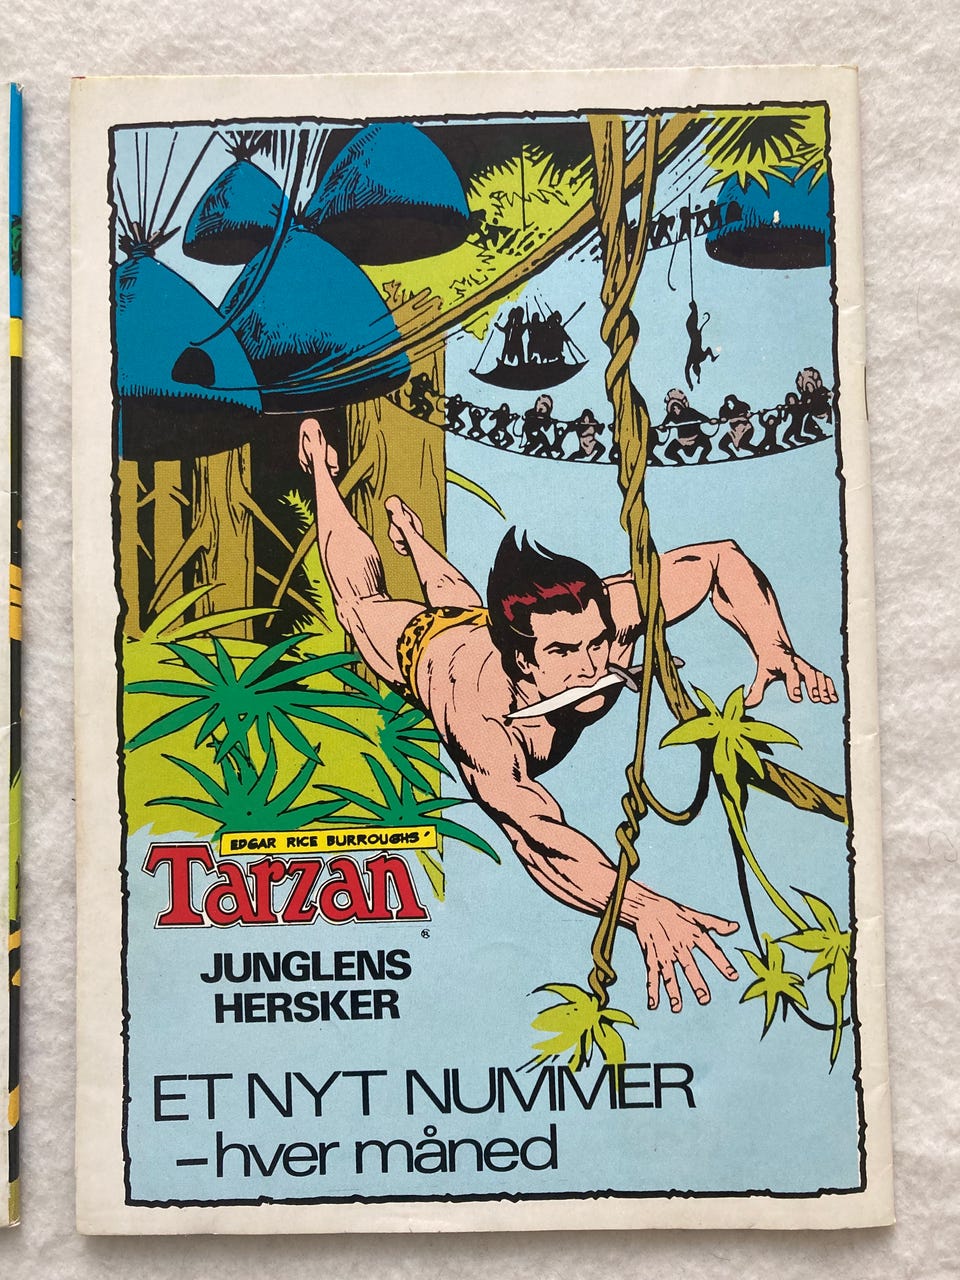 EDGAR RICE BURROUGHS'
Tarzan
®
JUNGLENS
HERSKER
ET NYT NUMMER
–hver måned